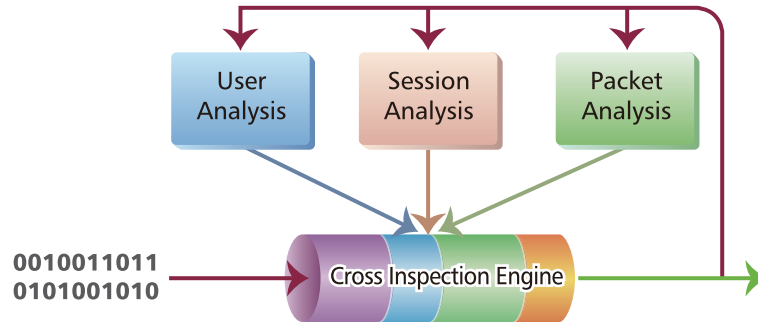 User
Analysis
Session
Analysis
Packet
Analysis
0010011011
0101001010
Cross Inspection Engine